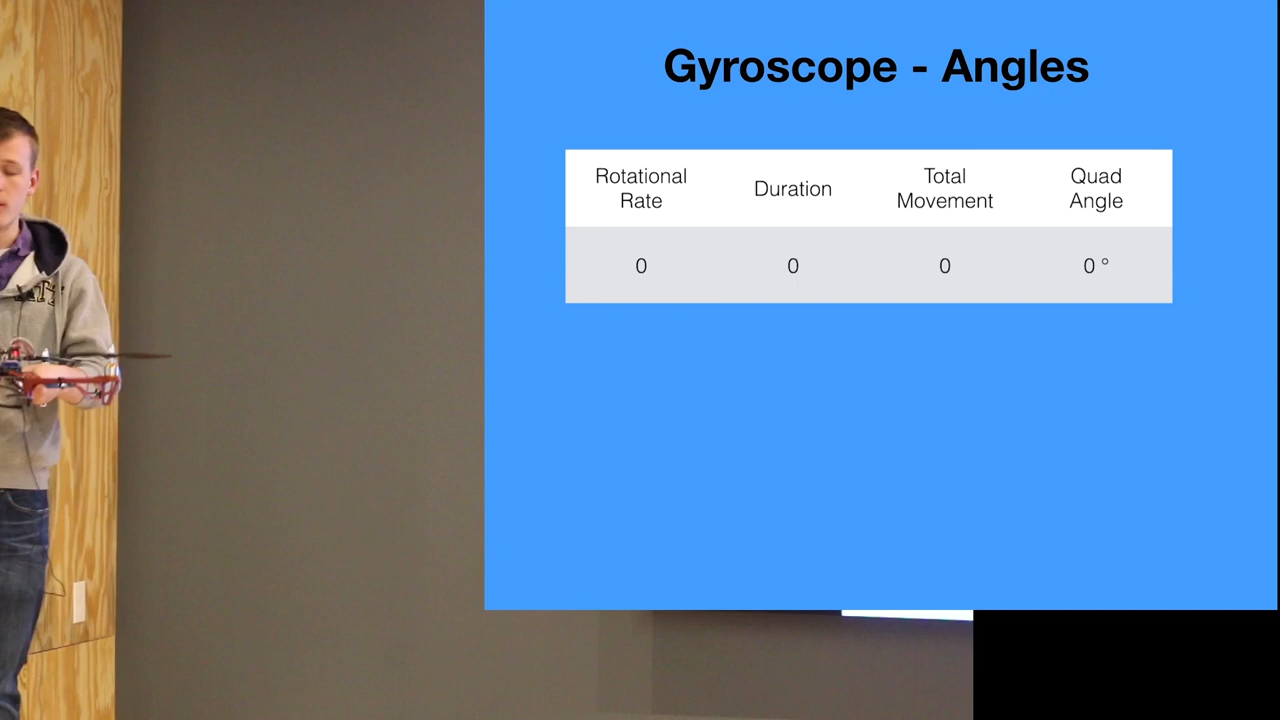 Gyroscope - Angles
Rotational Rate
Duration
Total Movement
Quad Angle
0
0
0
0 °